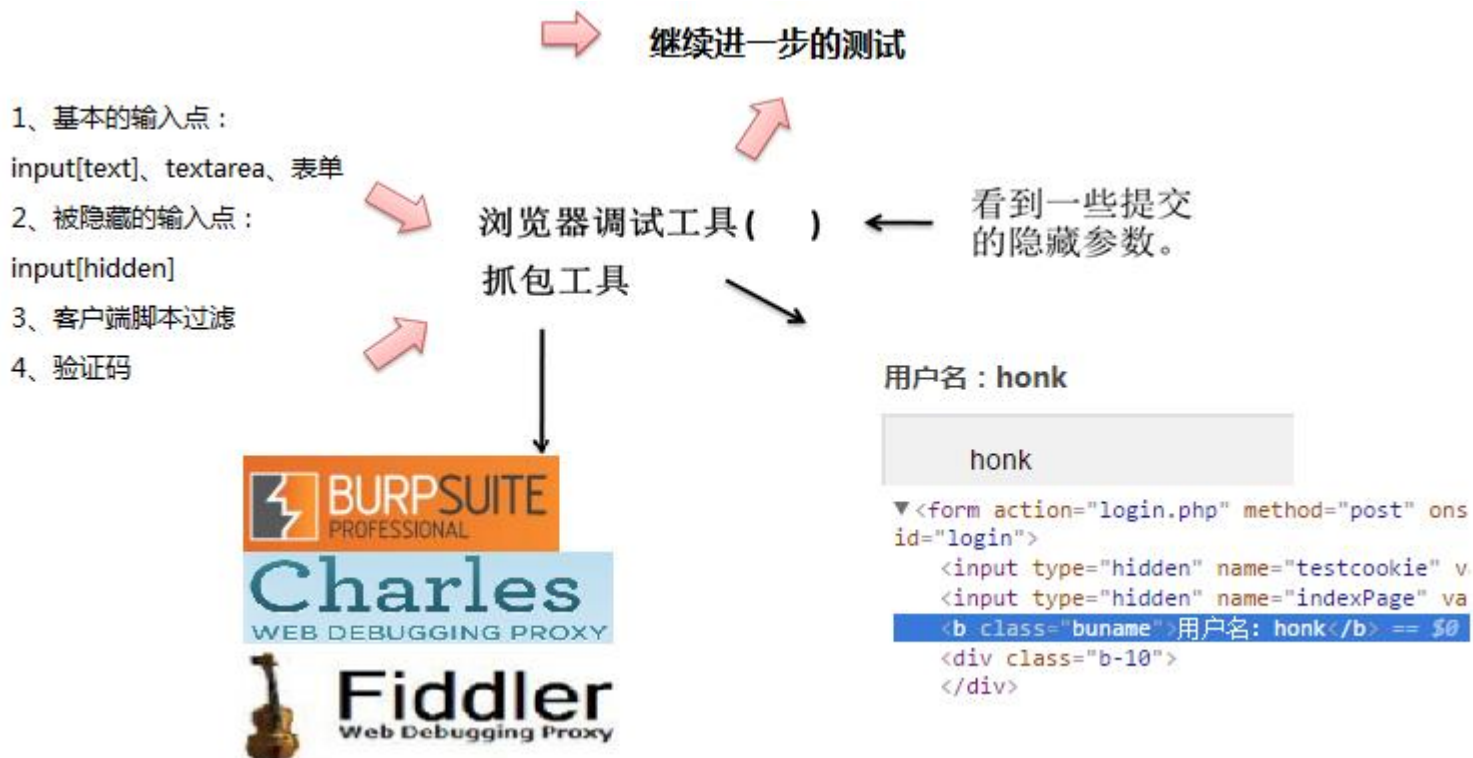 继续进一步的测试
1、基本的输入点：
input[text]、textarea、表单
2、被隐藏的输入点：
input[hidden]
3、客户端脚本过滤
4、验证码
浏览器调试工具(    )
抓包工具
看到一些提交
的隐藏参数。
BURPSUITE
PROFESSIONAL
Charles
WEB DEBUGGING PROXY
Fiddler
Web Debugging Proxy
用户名：honk
honk
▼<form action="login.php" method="post" ons
id="login">
<input type="hidden" name="testcookie" v
<input type="hidden" name="indexPage" va
<b class="buname">用户名: honk</b> == $0
<div class="b-10">
</div>